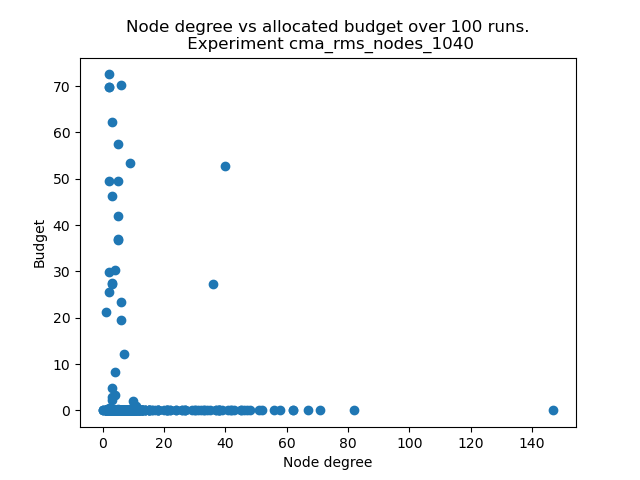 Node degree vs allocated budget over 100 runs.
Experiment cma_rms_nodes_1040
70
60
50
40
30
20
10
0
Budget
0 20 40 60 80 100 120 140
Node degree